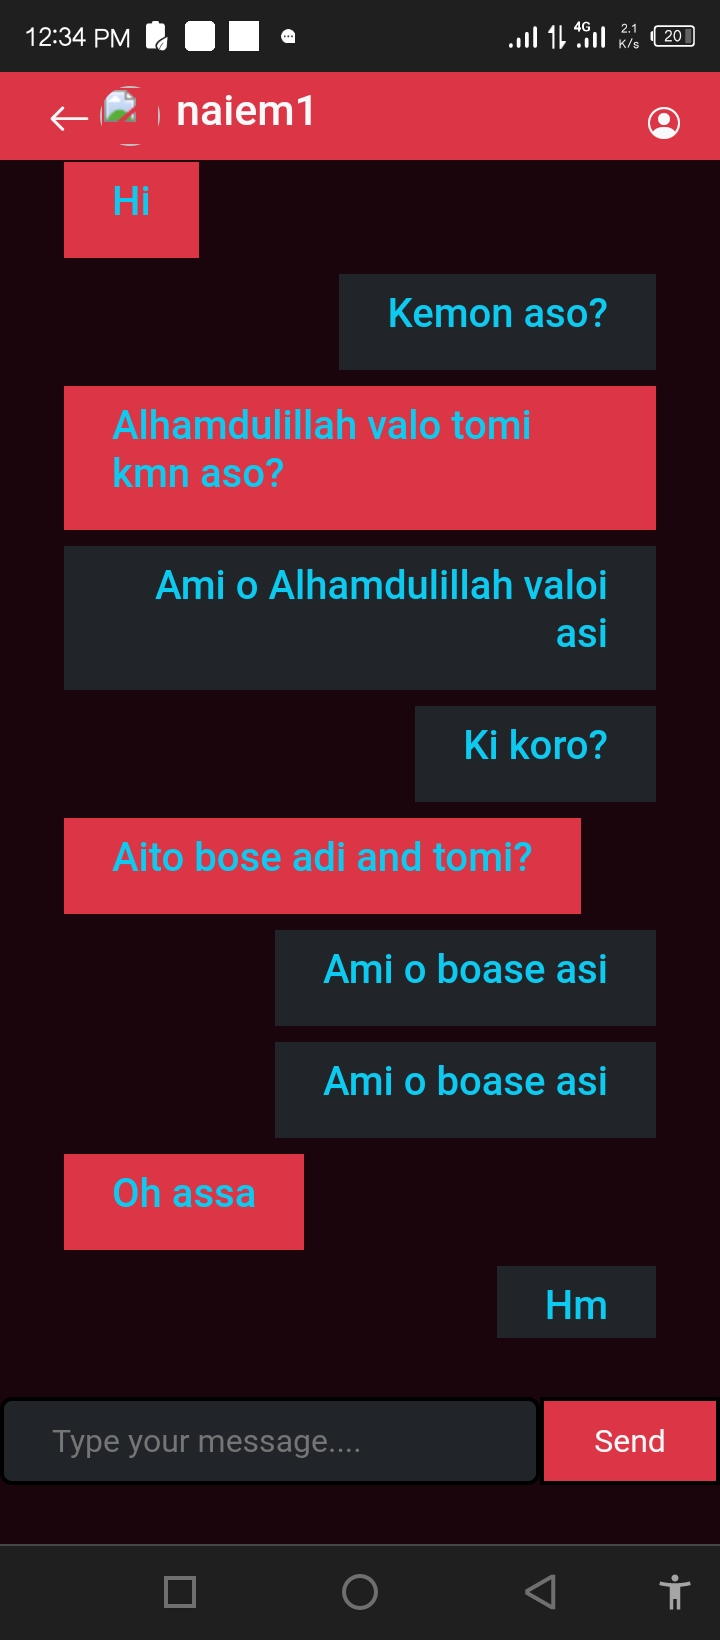 12:34 PM
4G
2.1
K/s
20
naiem1
Hi
Kemon aso?
Alhamdulillah valo tomi
kmn aso?
Ami o Alhamdulillah valoi
asi
Ki koro?
Aito bose adi and tomi?
Ami o boase asi
Ami o boase asi
Oh assa
Hm
Type your message....
Send